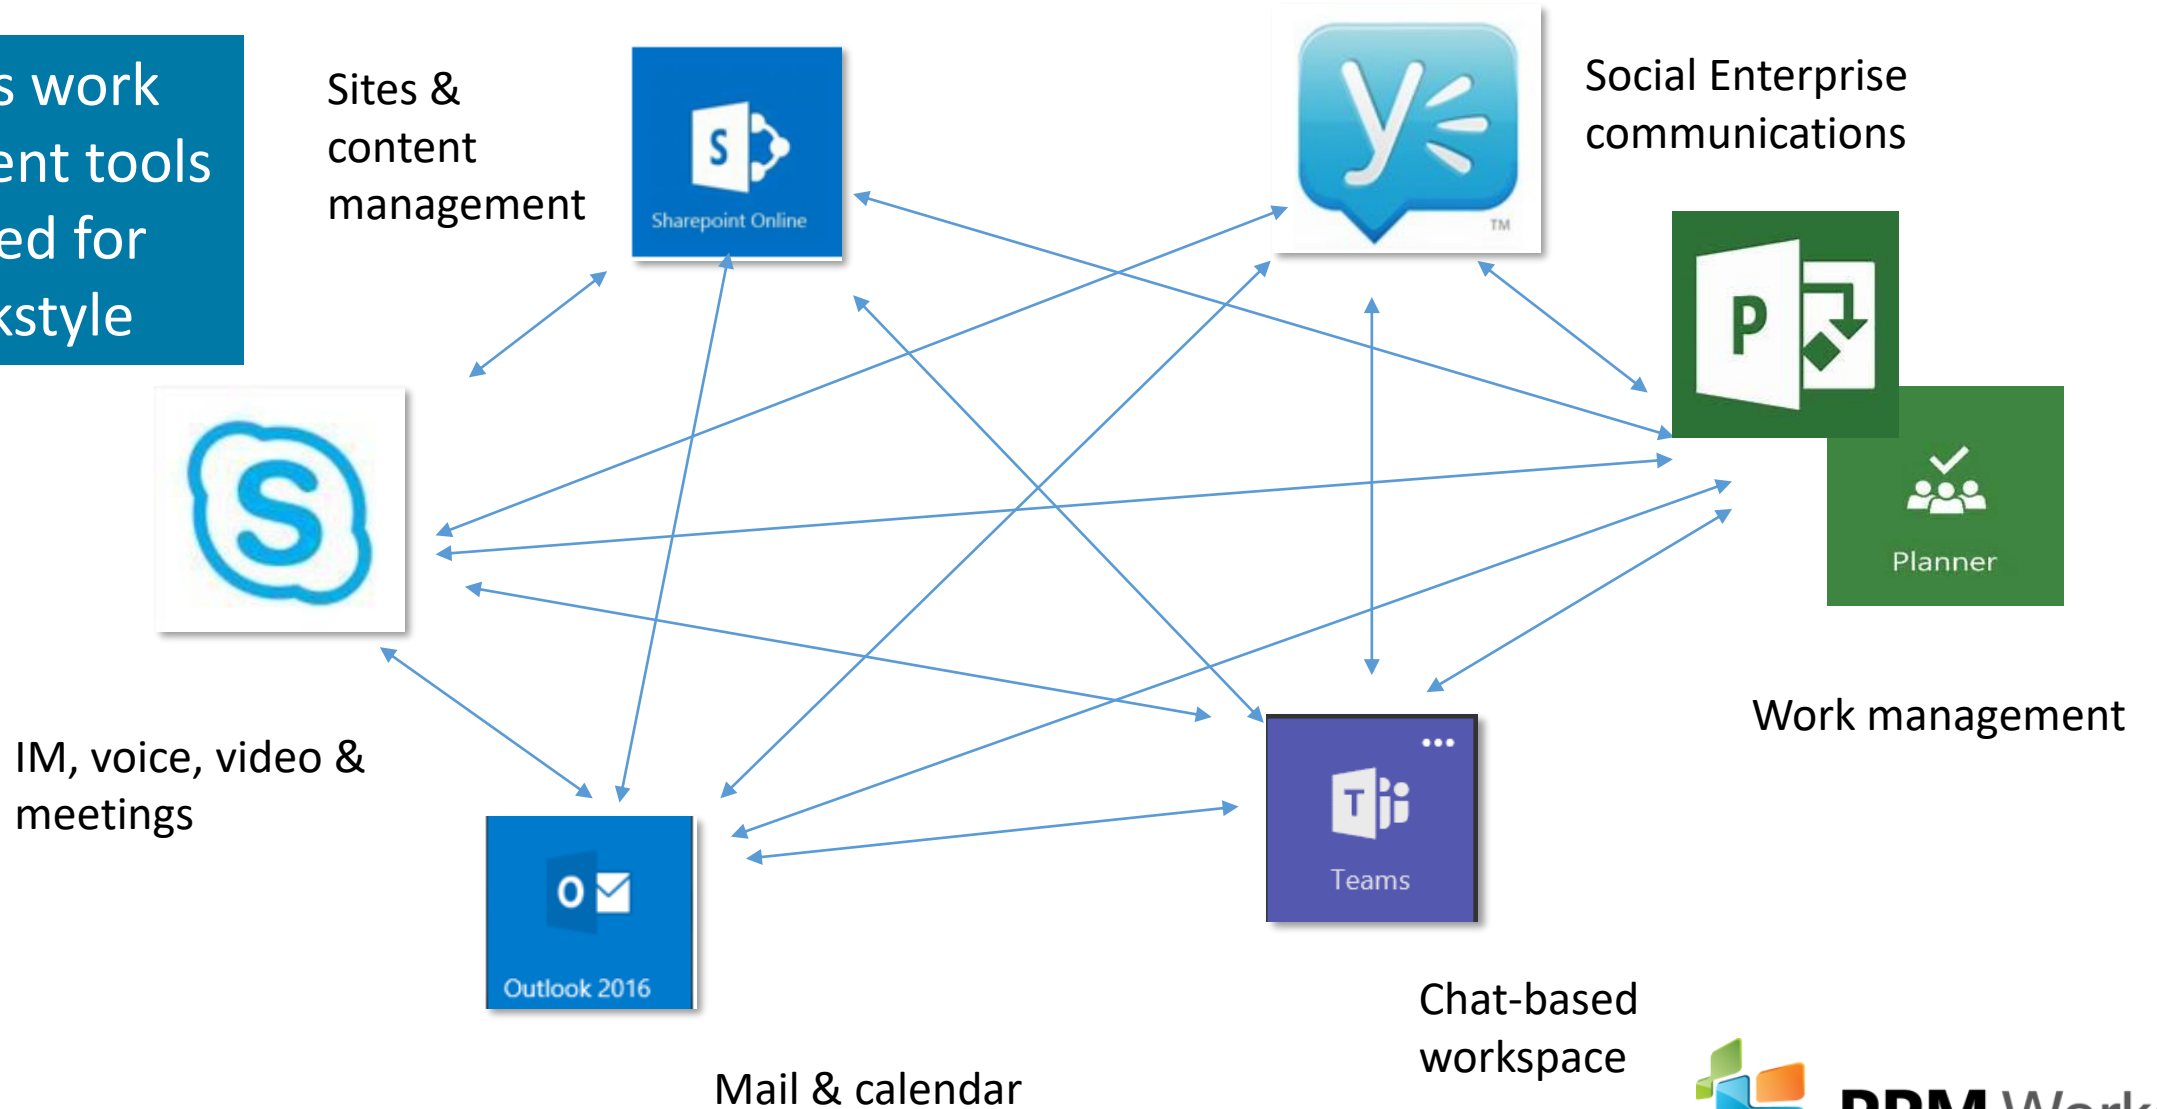 s work
ent tools
ed for
kstyle
Sites &
content
management
S
Sharepoint Online
y
TM
Social Enterprise
communications
P
Planner
Work management
S
IM, voice, video &
meetings
O
Outlook 2016
Mail & calendar
T
Teams
Chat-based
workspace